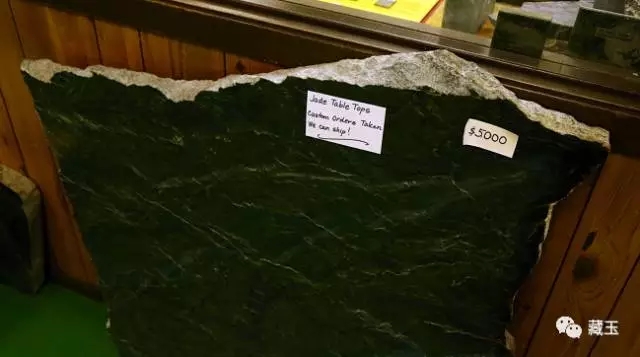 Jade Table Tops
Custom Orders Taken
We can ship!
$5000
藏玉